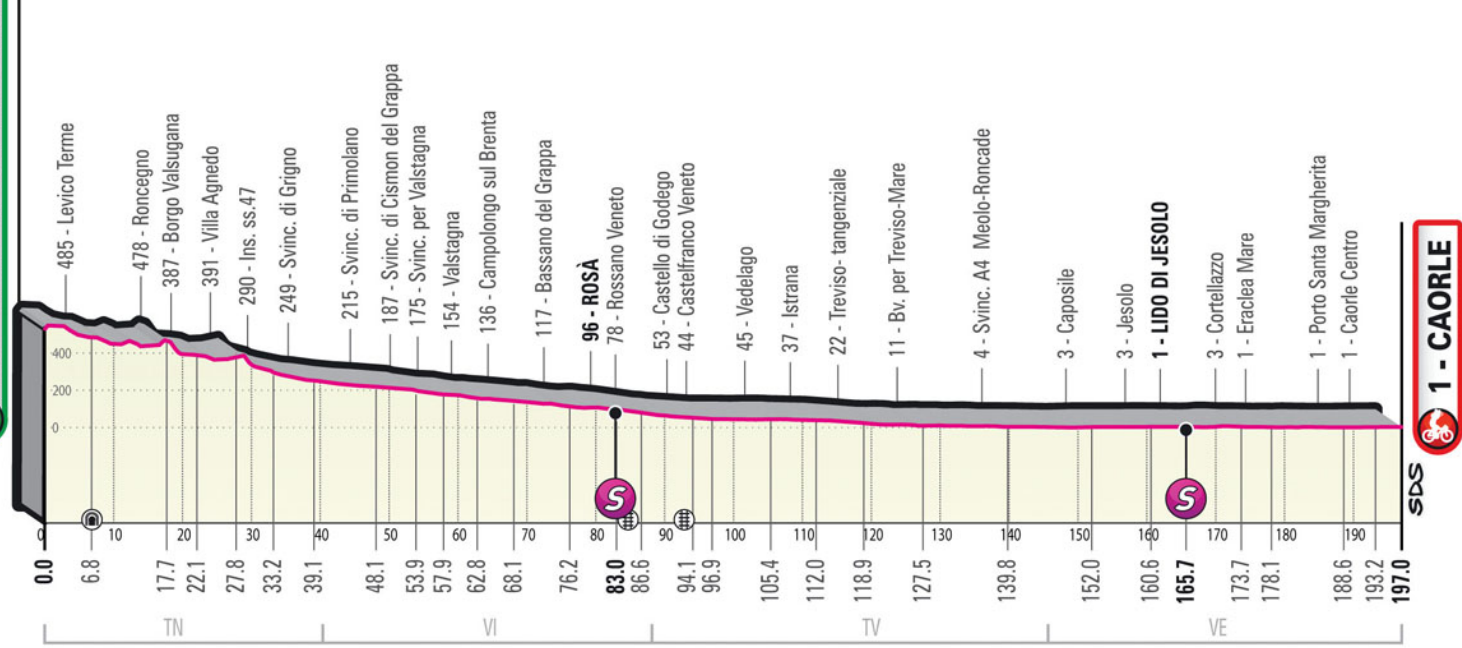 485 - Levico Terme
478 - Roncegno
387 - Borgo Valsugana
391 - Villa Agnedo
290 - Ins. ss.47
249 - Svinc. di Grigno
215 - Svinc. di Primolano
187 - Svinc. di Cismon del Grappa
175 - Svinc. per Valstagna
154 - Valstagna
136 - Campolongo sul Brenta
117 - Bassano del Grappa
96 - ROSÀ
78 - Rossano Veneto
53 - Castello di Godego
44 - Castelfranco Veneto
45 - Vedelago
37 - Istrana
22 - Treviso- tangenziale
11 - Bv. per Treviso-Mare
4 - Svinc. A4 Meolo-Roncade
3 - Caposile
3 - Jesolo
1 - LIDO DI JESOLO
3 - Cortellazzo
1 - Eraclea Mare
1 - Porto Santa Margherita
1 - Caorle Centro
1 - CAORLE
400
200
0
S
S
SDS
0 10 20 30 40 50 60 70 80 90 100 110 120 130 140 150 160 170 180 190
0.0 6.8 17.7 22.1 27.8 33.2 39.1 48.1 53.9 57.9 62.8 68.1 76.2 83.0 86.6 94.1 96.9 105.4 112.0 118.9 127.5 139.8 152.0 160.6 165.7 173.7 178.1 188.6 193.2 197.0
TN VI TV VE